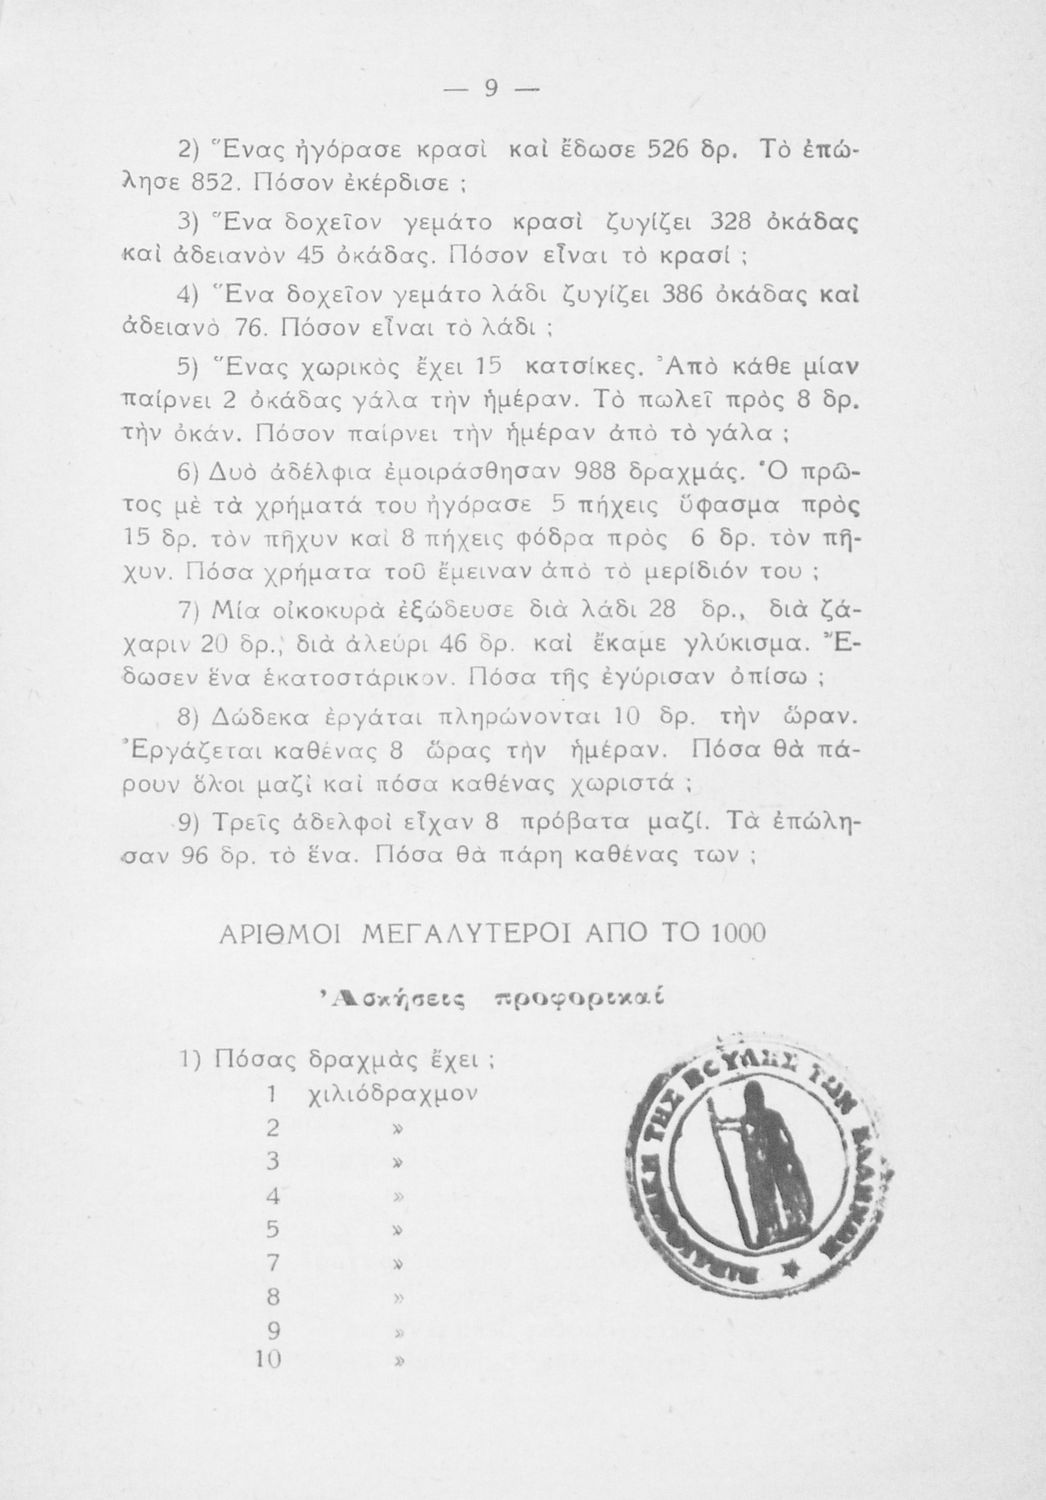 — 9 —
2) Ἕνας ἠγόρασε κρασὶ καὶ ἔδωσε 526 δρ. Τὸ ἐπώ-
λησε 852. Πόσον ἐκέρδισε ;
3) Ἕνα δοχεῖον γεμάτο κρασὶ ζυγίζει 328 ὀκάδας
καὶ ἀδειανὸν 45 ὀκάδας. Πόσον εἶναι τὸ κρασί ;
4) Ἕνα δοχεῖον γεμάτο λάδι ζυγίζει 386 ὀκάδας καὶ
ἀδειανὸ 76. Πόσον εἶναι τὸ λάδι ;
5) Ἕνας χωρικὸς ἔχει 15 κατσίκες. Ἀπὸ κάθε μίαν
παίρνει 2 ὀκάδας γάλα τὴν ἡμέραν. Τὸ πωλεῖ πρὸς 8 δρ.
τὴν ὀκάν. Πόσον παίρνει τὴν ἡμέραν ἀπὸ τὸ γάλα ;
6) Δυὸ ἀδέλφια ἐμοιράσθησαν 988 δραχμάς. Ὁ πρῶ-
τος μὲ τὰ χρήματά του ἠγόρασε 5 πήχεις ὕφασμα πρὸς
15 δρ. τὸν πῆχυν καὶ 8 πήχεις φόδρα πρὸς 6 δρ. τὸν πῆ-
χυν. Πόσα χρήματα τοῦ ἔμειναν ἀπὸ τὸ μερίδιόν του ;
7) Μία οἰκοκυρὰ ἐξώδευσε διὰ λάδι 28 δρ., διὰ ζά-
χαριν 20 δρ., διὰ ἀλεύρι 46 δρ. καὶ ἔκαμε γλύκισμα. Ἔ-
δωσεν ἕνα ἑκατοστάρικον. Πόσα τῆς ἐγύρισαν ὀπίσω ;
8) Δώδεκα ἐργάται πληρώνονται 10 δρ. τὴν ὥραν.
Ἐργάζεται καθένας 8 ὥρας τὴν ἡμέραν. Πόσα θὰ πά-
ρουν ὅλοι μαζὶ καὶ πόσα καθένας χωριστά ;
9) Τρεῖς ἀδελφοὶ εἶχαν 8 πρόβατα μαζί. Τὰ ἐπώλη-
σαν 96 δρ. τὸ ἕνα. Πόσα θὰ πάρη καθένας των ;
ΑΡΙΘΜΟΙ ΜΕΓΑΛΥΤΕΡΟΙ ΑΠΟ ΤΟ 1000
Ἀσκήσεις προφορικαί
1) Πόσας δραχμὰς ἔχει ;
1 χιλιόδραχμον
2 »
3 »
4 »
5 »
7 »
8 »
9 »
10 »
ΒΙΒΛΙΟΘΗΚΗ ΤΗΣ ΒΟΥΛΗΣ ΤΩΝ ΕΛΛΗΝΩΝ